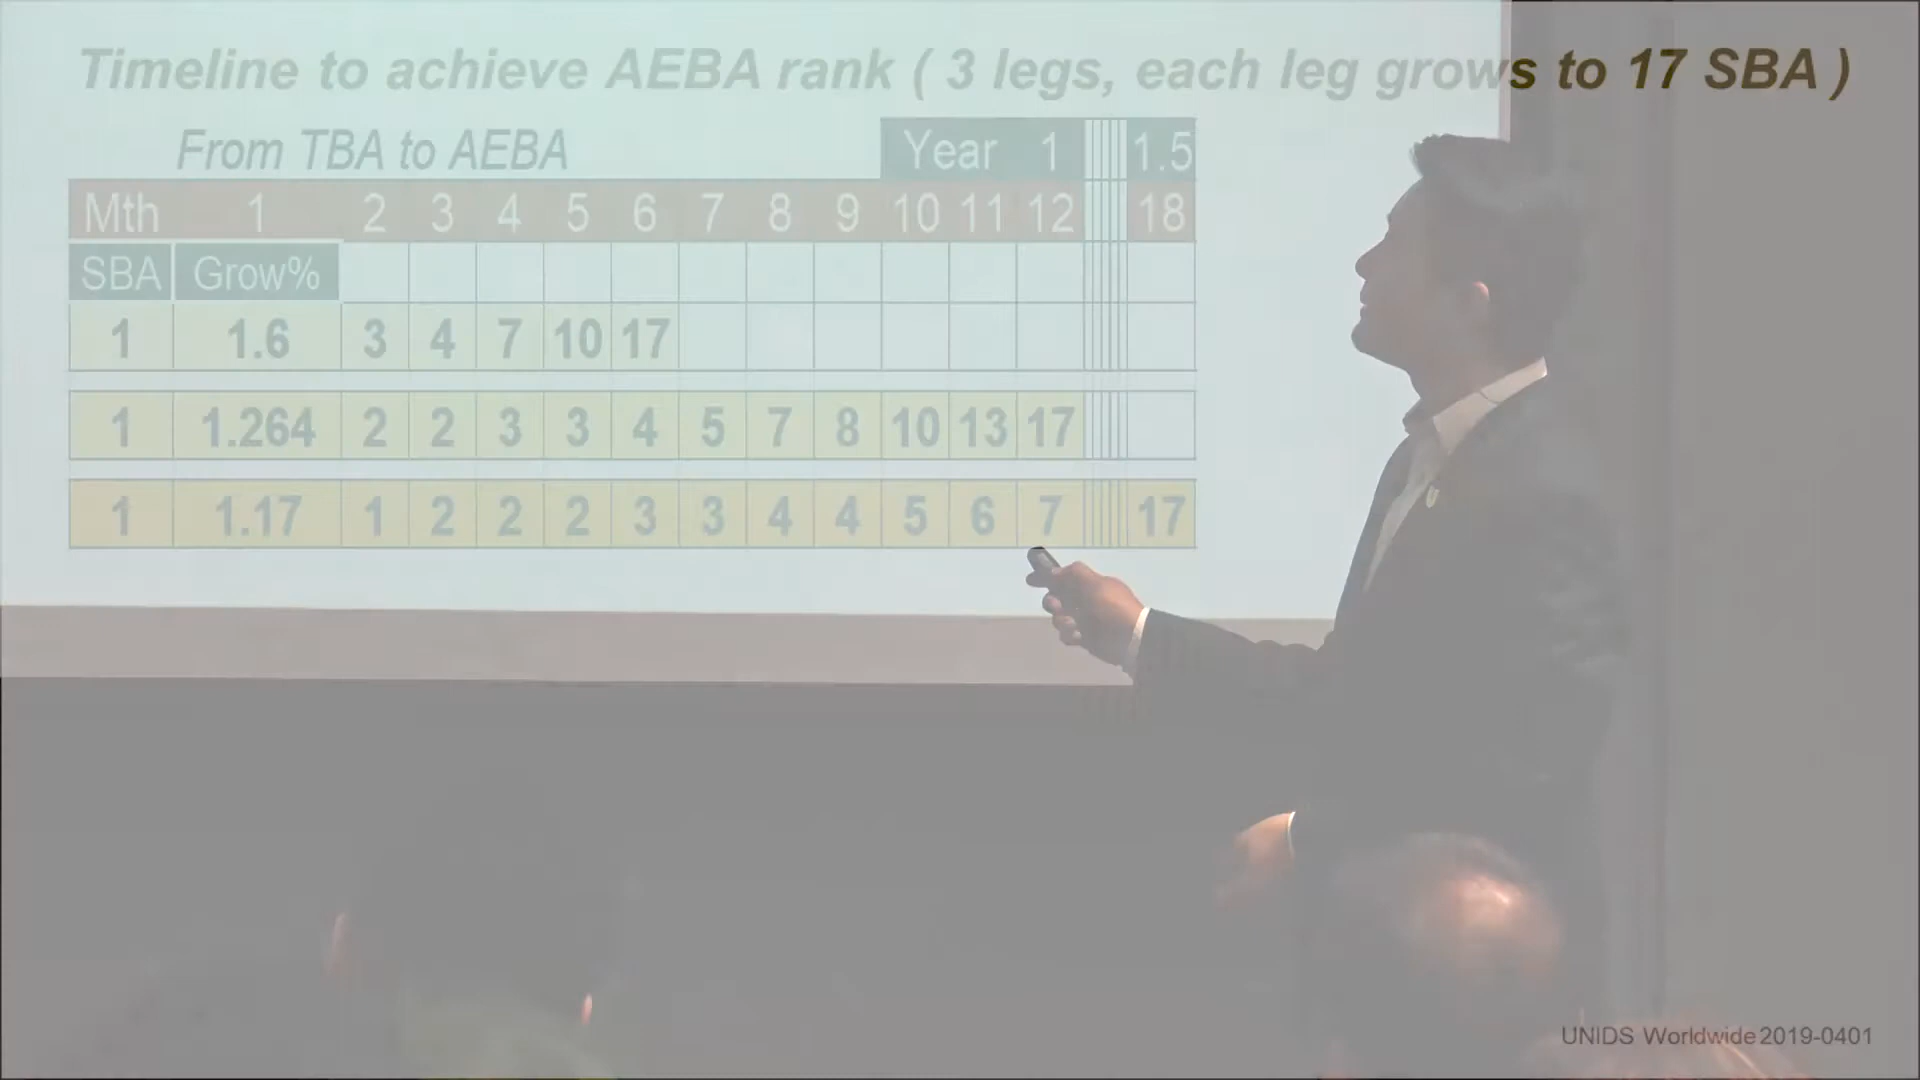 Timeline to achieve AEBA rank ( 3 legs, each leg grows to 17 SBA )
From TBA to AEBA Year 1 1.5
Mth 1 2 3 4 5 6 7 8 9 10 11 12 18
SBA Grow%
1 1.6 3 4 7 10 17
1 1.264 2 2 3 3 4 5 7 8 10 13 17
1 1.17 1 2 2 2 3 3 4 4 5 6 7 17
UNIDS Worldwide 2019-0401